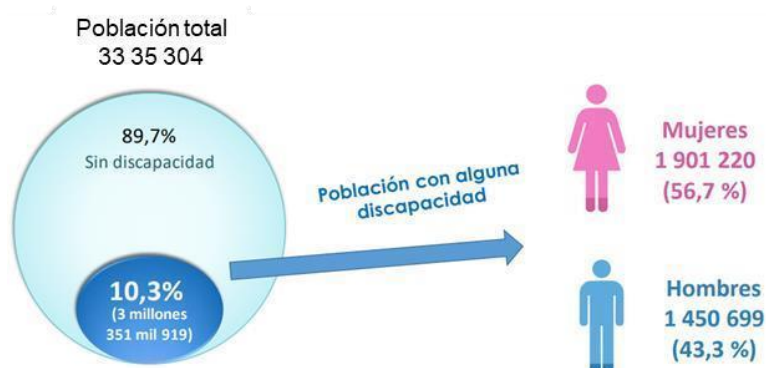 Población total
33 35 304
89,7%
Sin discapacidad
10,3%
(3 millones
351 mil 919)
Población con alguna
discapacidad
Mujeres
1 901 220
(56,7 %)
Hombres
1 450 699
(43,3 %)